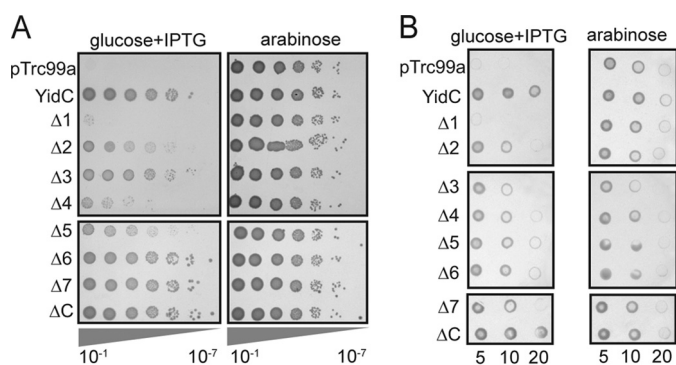 A
B
glucose+IPTG arabinose
glucose+IPTG arabinose
pTrc99a
YidC
Δ1
Δ2
Δ3
Δ4
Δ5
Δ6
Δ7
ΔC
10-1 10-7 10-1 10-7
pTrc99a
YidC
Δ1
Δ2
Δ3
Δ4
Δ5
Δ6
Δ7
ΔC
5 10 20 5 10 20